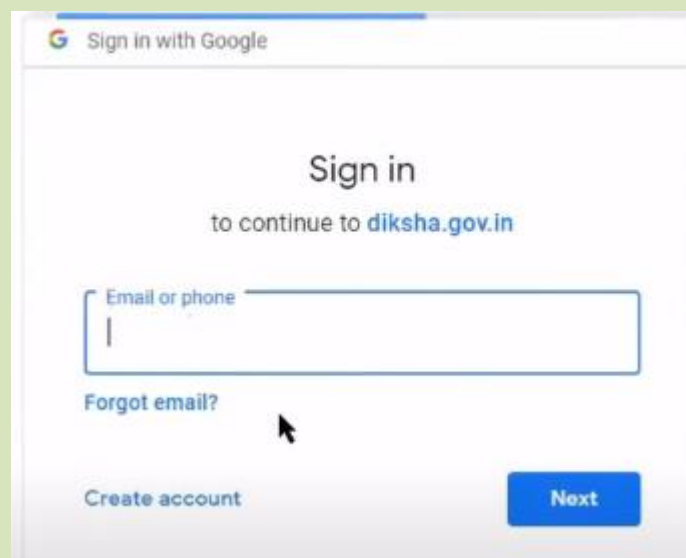 Sign in with Google
Sign in
to continue to diksha.gov.in
Email or phone
Forgot email?
Create account
Next